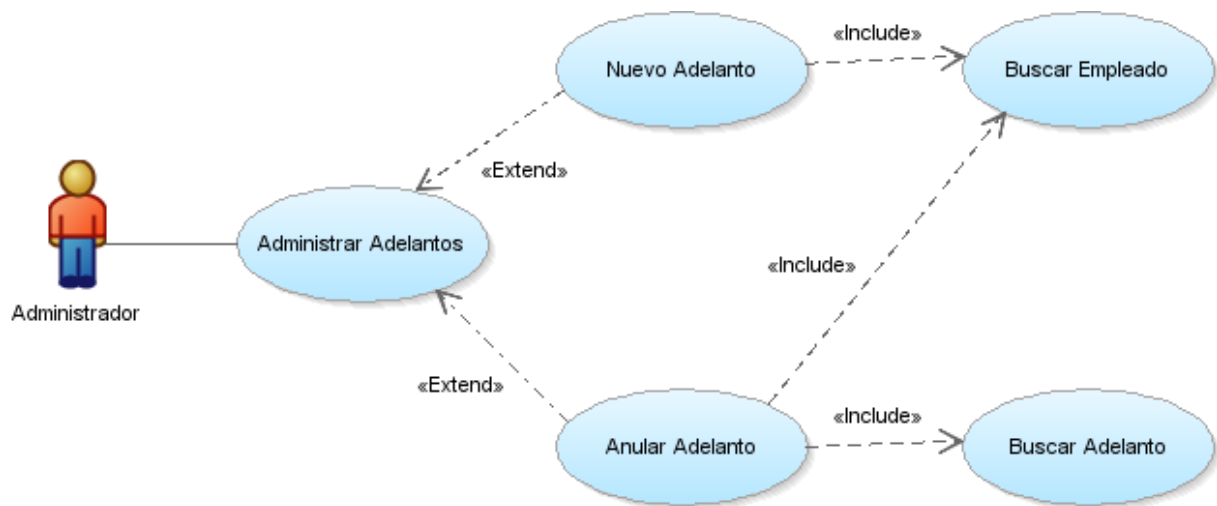 Nuevo Adelanto
«Include»
Buscar Empleado
«Extend»
Administrar Adelantos
Administrador
«Include»
«Extend»
Anular Adelanto
«Include»
Buscar Adelanto